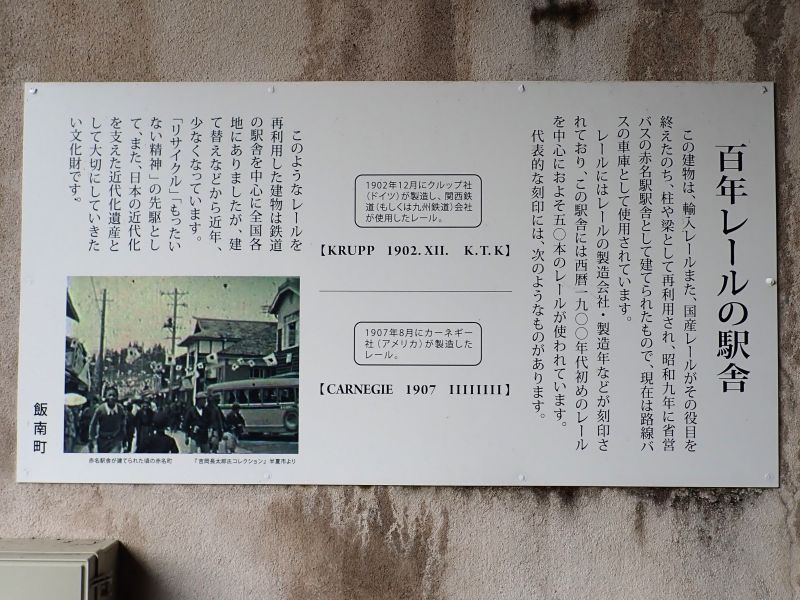 百年レールの駅舎
この建物は、輸入レールまた、国産レールがその役目を
終えたのち、柱や梁として再利用され、昭和九年に省営
バスの赤名駅駅舎として建てられたもので、現在は路線バ
スの車庫として使用されています。
レールにはレールの製造会社・製造年などが刻印さ
れており、この駅舎には西暦一九〇〇年代初めのレール
を中心におよそ五〇本のレールが使われています。
代表的な刻印には、次のようなものがあります。
1902年12月にクルップ社
(ドイツ)が製造し、関西鉄
道(もしくは九州鉄道)会社
が使用したレール。
【KRUPP 1902.XII. K.T.K】
1907年8月にカーネギー
社(アメリカ)が製造した
レール。
【CARNEGIE 1907 IIIIIIII】
このようなレールを
再利用した建物は鉄道
の駅舎を中心に全国各
地にありましたが、建
て替えなどから近年、
少なくなっています。
「リサイクル」「もったい
ない精神」の先駆とし
て、また、日本の近代化
を支えた近代化遺産と
して大切にしていきた
い文化財です。
赤名駅舎が建てられた頃の赤名町 「吉岡長太郎氏コレクション」半夏市より
飯南町